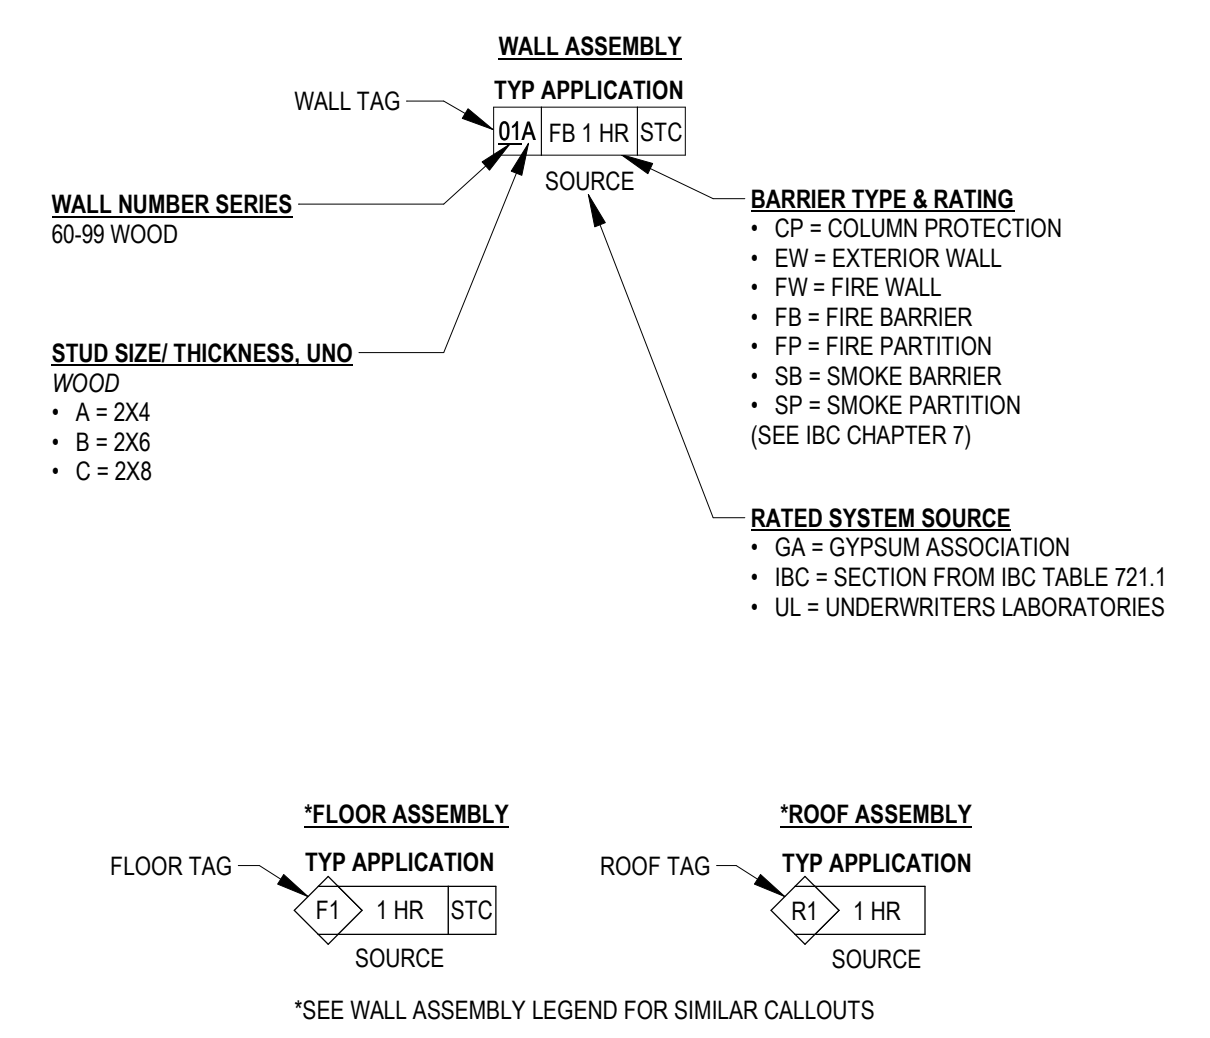 WALL ASSEMBLY
TYP APPLICATION
WALL TAG
01A FB 1 HR STC
SOURCE
WALL NUMBER SERIES
60-99 WOOD
STUD SIZE/ THICKNESS, UNO
WOOD
• A = 2X4
• B = 2X6
• C = 2X8
BARRIER TYPE & RATING
• CP = COLUMN PROTECTION
• EW = EXTERIOR WALL
• FW = FIRE WALL
• FB = FIRE BARRIER
• FP = FIRE PARTITION
• SB = SMOKE BARRIER
• SP = SMOKE PARTITION
(SEE IBC CHAPTER 7)
RATED SYSTEM SOURCE
• GA = GYPSUM ASSOCIATION
• IBC = SECTION FROM IBC TABLE 721.1
• UL = UNDERWRITERS LABORATORIES
*FLOOR ASSEMBLY
FLOOR TAG
TYP APPLICATION
F1 1 HR STC
SOURCE
*ROOF ASSEMBLY
ROOF TAG
TYP APPLICATION
R1 1 HR
SOURCE
*SEE WALL ASSEMBLY LEGEND FOR SIMILAR CALLOUTS